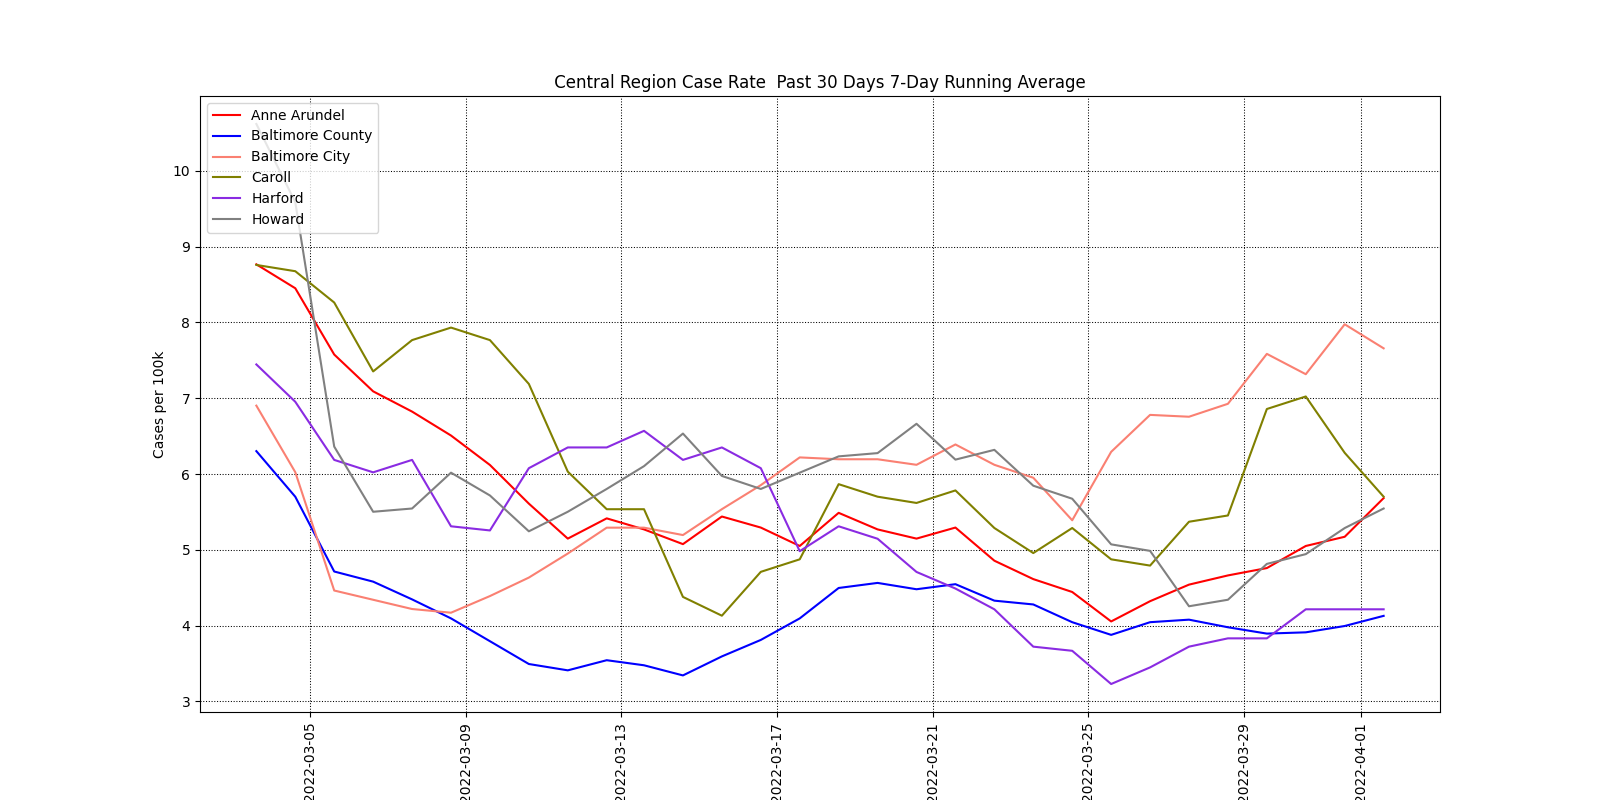 Central Region Case Rate  Past 30 Days 7-Day Running Average
Anne Arundel
Baltimore County
Baltimore City
Caroll
Harford
Howard
Cases per 100k
10
9
8
7
6
5
4
3
2022-03-05
2022-03-09
2022-03-13
2022-03-17
2022-03-21
2022-03-25
2022-03-29
2022-04-01